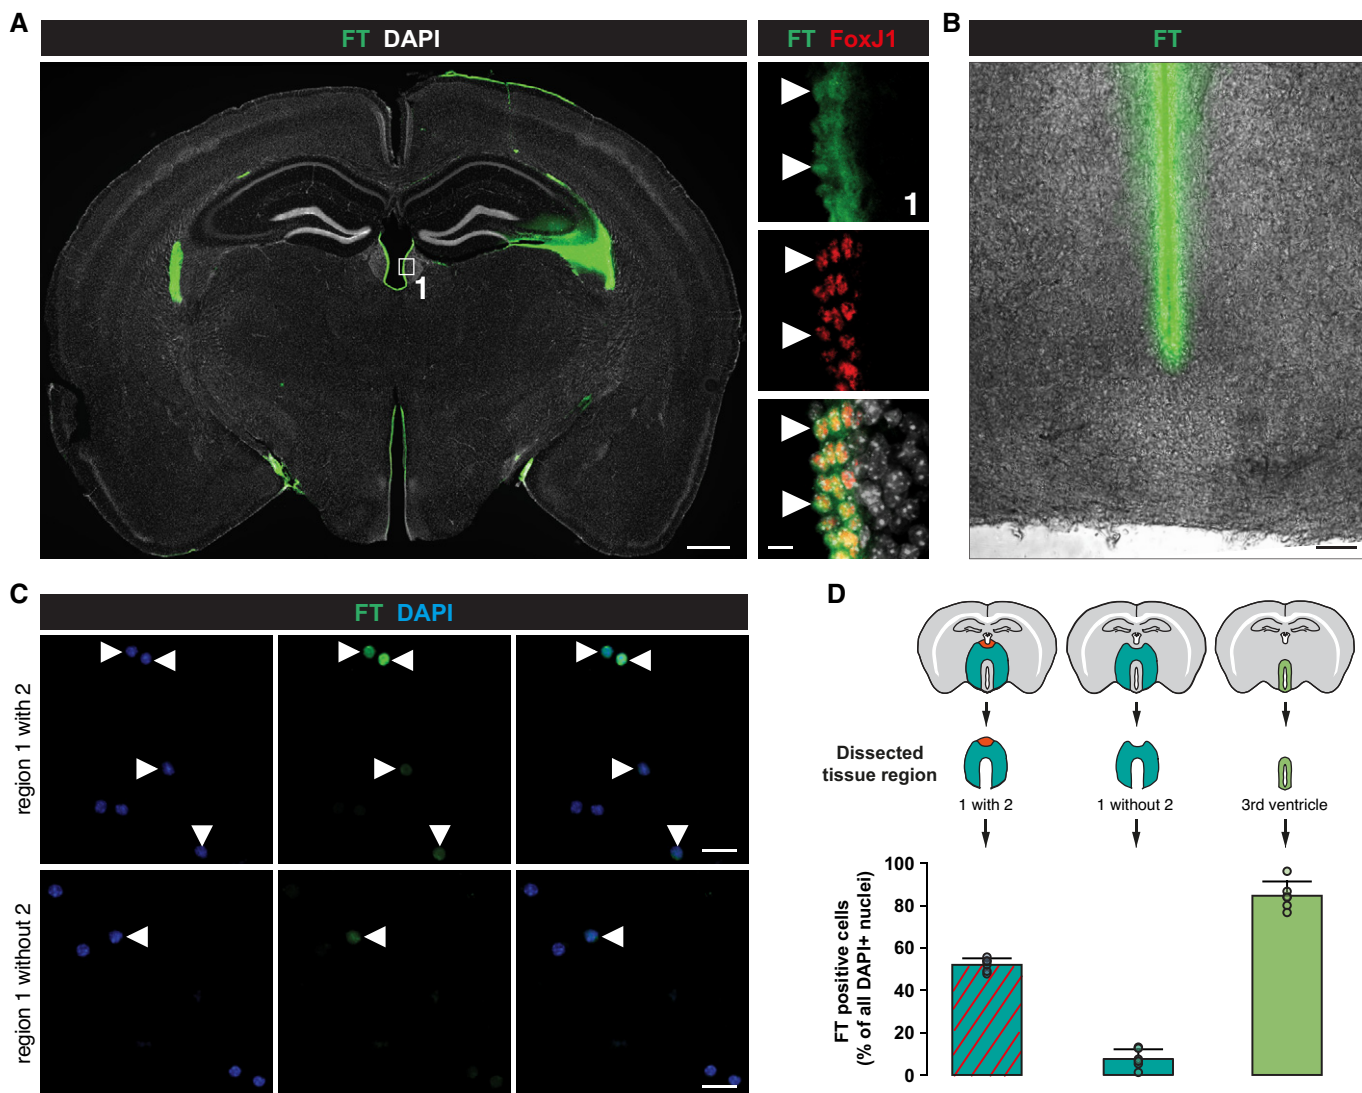 A
FT DAPI
1
FT FoxJ1
1
B
FT
C
FT DAPI
region 1 with 2
region 1 without 2
D
Dissected
tissue region
1 with 2
1 without 2
3rd ventricle
FT positive cells
(% of all DAPI+ nuclei)
100
80
60
40
20
0